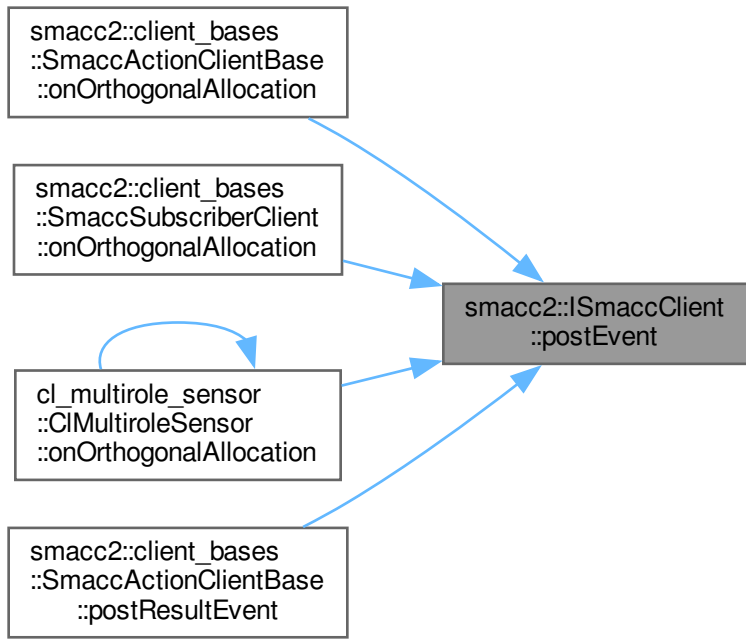 smacc2::client_bases
::SmaccActionClientBase
::onOrthogonalAllocation
smacc2::client_bases
::SmaccSubscriberClient
::onOrthogonalAllocation
smacc2::ISmaccClient
::postEvent
cl_multirole_sensor
::ClMultiroleSensor
::onOrthogonalAllocation
smacc2::client_bases
::SmaccActionClientBase
::postResultEvent